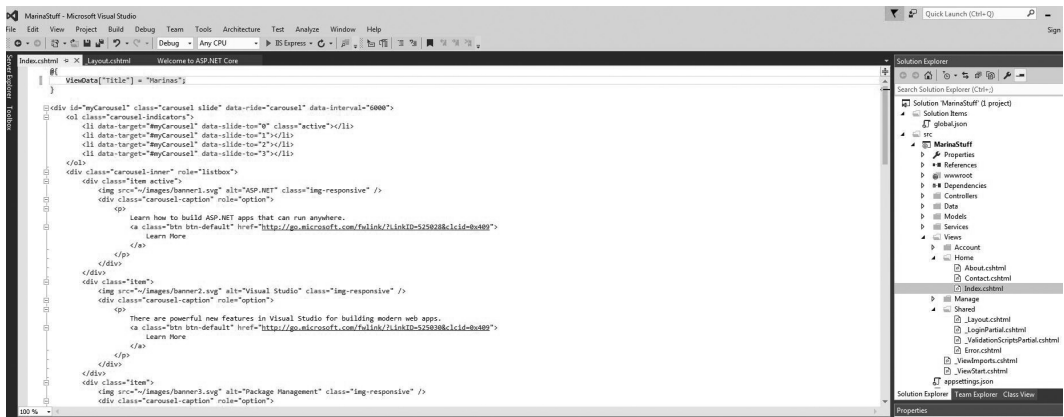 MarinaStuff - Microsoft Visual Studio
Quick Launch (Ctrl+Q)
File Edit View Project Build Debug Team Tools Architecture Test Analyze Window Help
Sign
Debug Any CPU IIS Express
Server Explorer
Toolbox
Index.cshtml _Layout.cshtml Welcome to ASP.NET Core
@{
ViewData["Title"] = "Marinas";
}
<div id="myCarousel" class="carousel slide" data-ride="carousel" data-interval="6000">
<ol class="carousel-indicators">
<li data-target="#myCarousel" data-slide-to="0" class="active"></li>
<li data-target="#myCarousel" data-slide-to="1"></li>
<li data-target="#myCarousel" data-slide-to="2"></li>
<li data-target="#myCarousel" data-slide-to="3"></li>
</ol>
<div class="carousel-inner" role="listbox">
<div class="item active">
<img src="~/images/banner1.svg" alt="ASP.NET" class="img-responsive" />
<div class="carousel-caption" role="option">
<p>
Learn how to build ASP.NET apps that can run anywhere.
<a class="btn btn-default" href="http://go.microsoft.com/fwlink/?LinkID=525028&clcid=0x409">
Learn More
</a>
</p>
</div>
</div>
<div class="item">
<img src="~/images/banner2.svg" alt="Visual Studio" class="img-responsive" />
<div class="carousel-caption" role="option">
<p>
There are powerful new features in Visual Studio for building modern web apps.
<a class="btn btn-default" href="http://go.microsoft.com/fwlink/?LinkID=525030&clcid=0x409">
Learn More
</a>
</p>
</div>
</div>
<div class="item">
<img src="~/images/banner3.svg" alt="Package Management" class="img-responsive" />
<div class="carousel-caption" role="option">
100 %
Solution Explorer
Search Solution Explorer (Ctrl+;)
Solution 'MarinaStuff' (1 project)
Solution Items
global.json
src
MarinaStuff
Properties
References
wwwroot
Dependencies
Controllers
Data
Models
Services
Views
Account
Home
About.cshtml
Contact.cshtml
Index.cshtml
Manage
Shared
_Layout.cshtml
_LoginPartial.cshtml
_ValidationScriptsPartial.cshtml
Error.cshtml
_ViewImports.cshtml
_ViewStart.cshtml
appsettings.json
Solution Explorer Team Explorer Class View
Properties